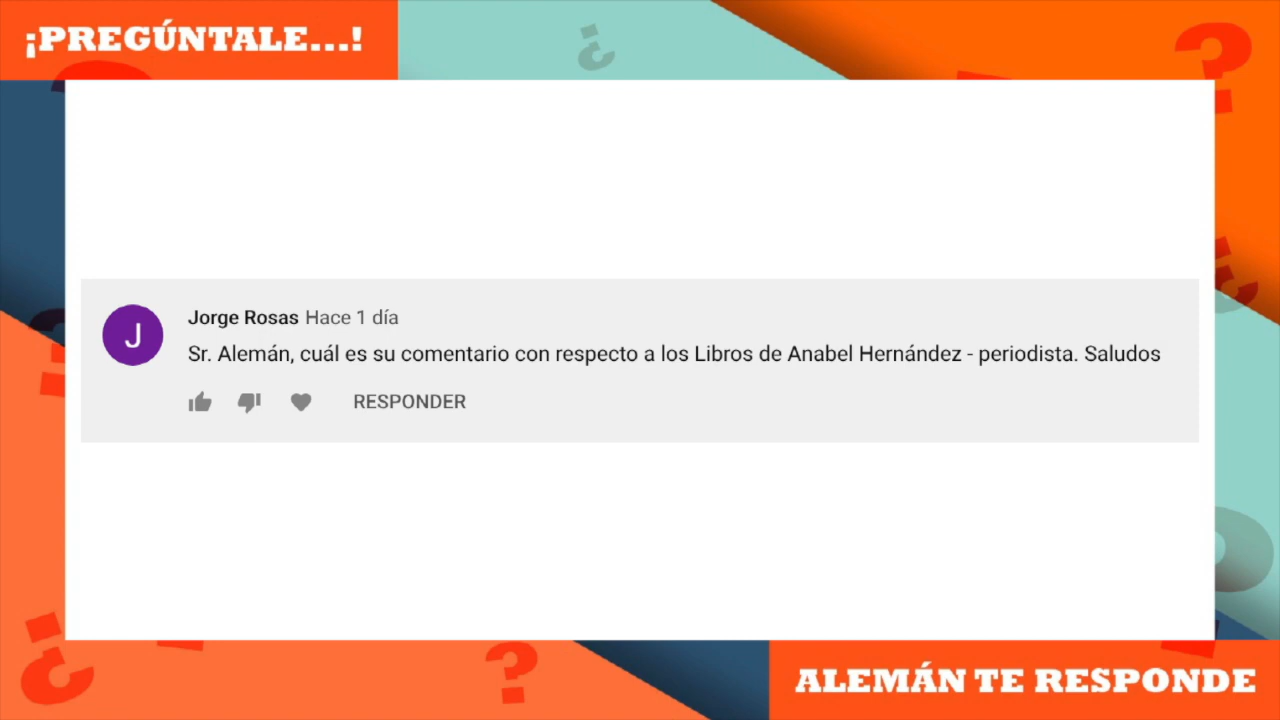 ¡PREGÚNTALE...!
J
Jorge Rosas Hace 1 día
Sr. Alemán, cuál es su comentario con respecto a los Libros de Anabel Hernández - periodista. Saludos
RESPONDER
ALEMÁN TE RESPONDE